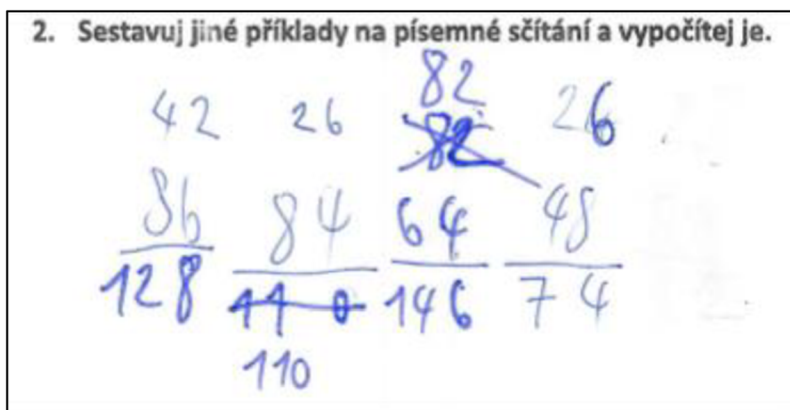 2. Sestavuj jiné příklady na písemné sčítání a vypočítej je.
82
42 26 82 26
86 84 64 48
128 110 146 74
110